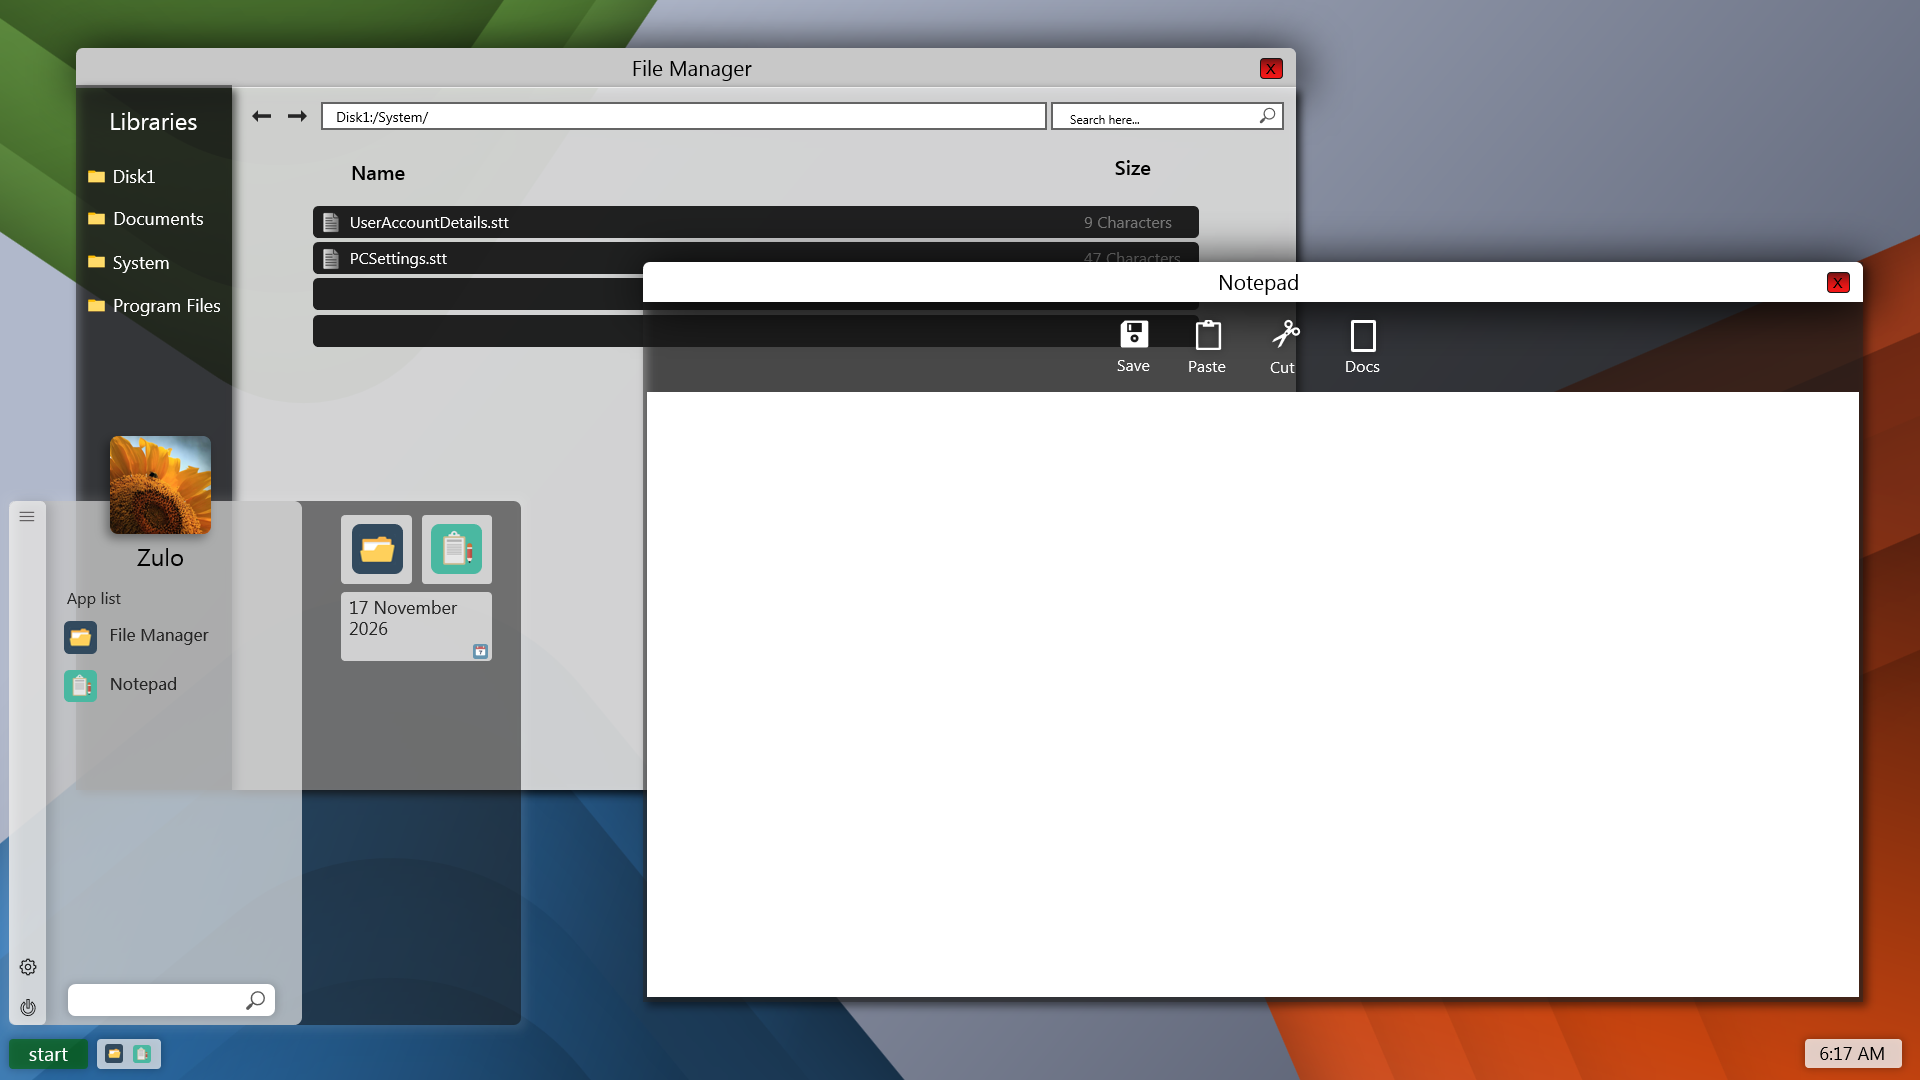 File Manager
X
Libraries
Disk1
Documents
System
Program Files
Disk1:/System/
Search here...
Name
Size
UserAccountDetails.stt
9 Characters
PCSettings.stt
47 Characters
Notepad
X
Save
Paste
Cut
Docs
Zulo
App list
File Manager
Notepad
17 November
2026
start
6:17 AM